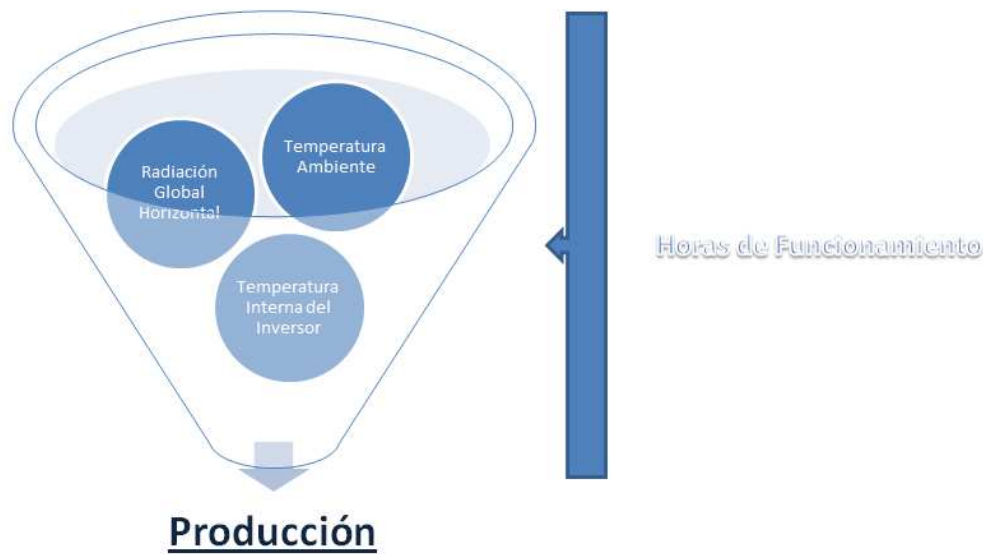 Temperatura
Ambiente
Radiación
Global
Horizontal
Temperatura
Interna del
Inversor
Horas de Funcionamiento
Producción